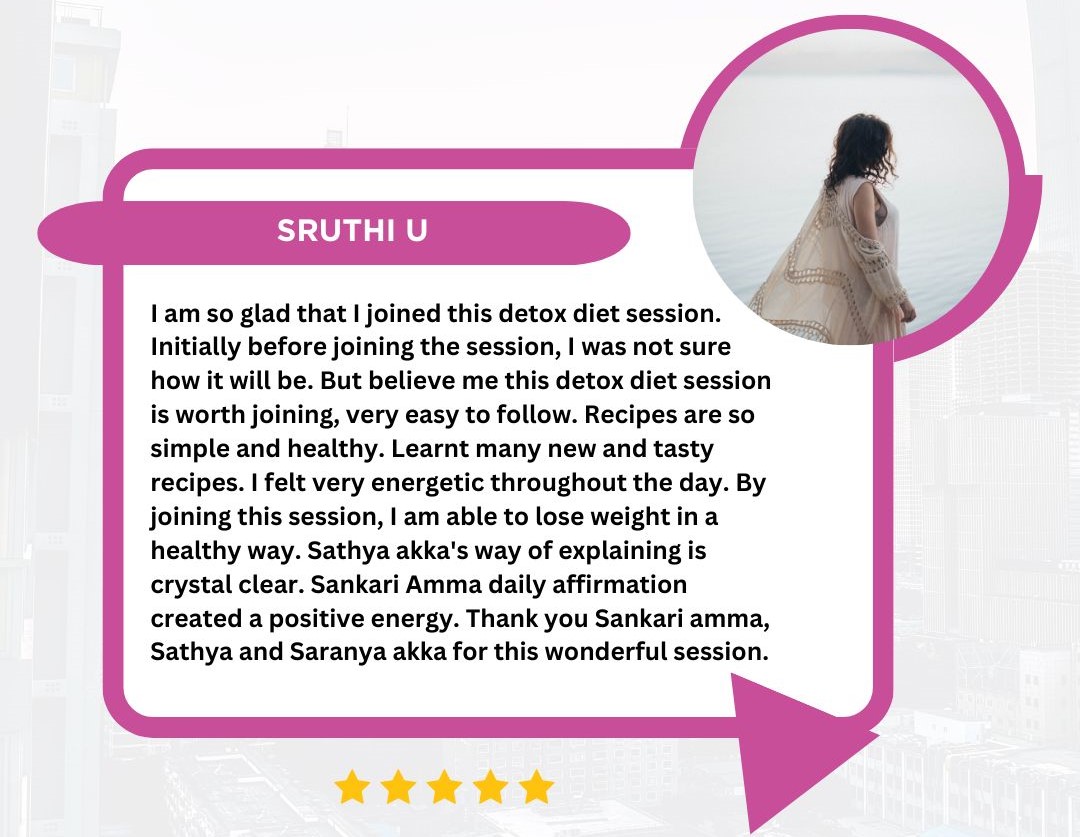 SRUTHI U
I am so glad that I joined this detox diet session.
Initially before joining the session, I was not sure
how it will be. But believe me this detox diet session
is worth joining, very easy to follow. Recipes are so
simple and healthy. Learnt many new and tasty
recipes. I felt very energetic throughout the day. By
joining this session, I am able to lose weight in a
healthy way. Sathya akka's way of explaining is
crystal clear. Sankari Amma daily affirmation
created a positive energy. Thank you Sankari amma,
Sathya and Saranya akka for this wonderful session.